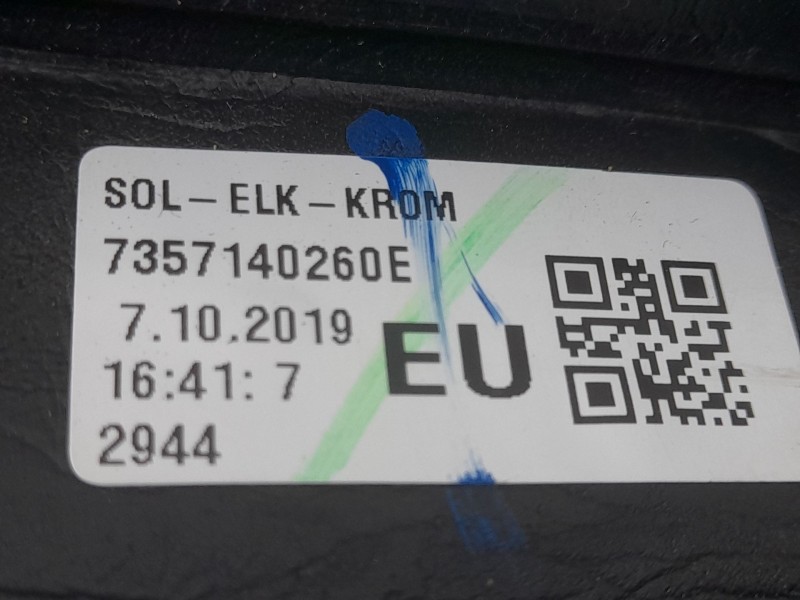 SOL-ELK-KROM
7357140260E
7.10.2019
16:41: 7
EU
2944